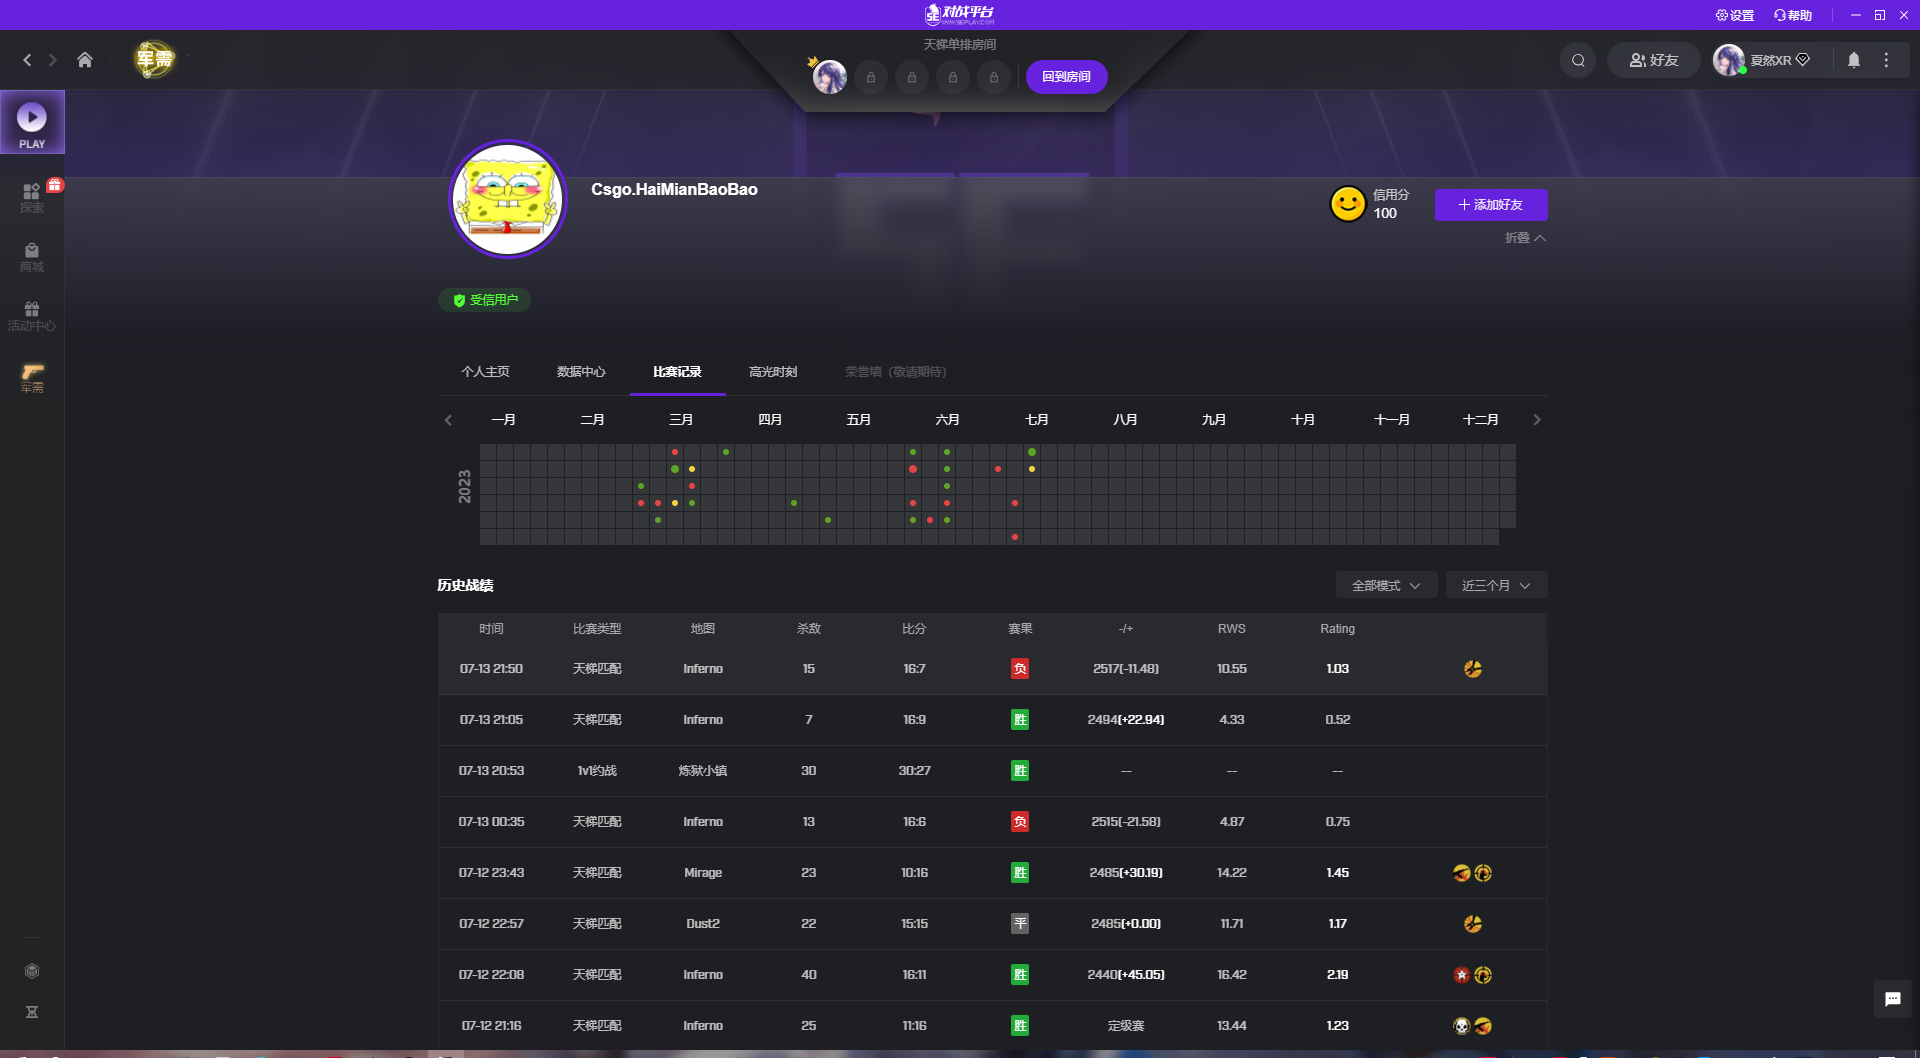 5E对战平台
WWW.5EPLAY.COM
设置
帮助
军需
天梯单排房间
回到房间
好友
夏然XR
PLAY
探索
商城
活动中心
军需
Csgo.HaiMianBaoBao
信用分
100
添加好友
折叠
受信用户
个人主页 数据中心 比赛记录 高光时刻 荣誉墙（敬请期待）
一月 二月 三月 四月 五月 六月 七月 八月 九月 十月 十一月 十二月
2023
历史战绩
全部模式
近三个月
时间 比赛类型 地图 杀敌 比分 赛果 -/+ RWS Rating
07-13 21:50 天梯匹配 Inferno 15 16:7 负 2517(-11.48) 10.55 1.03
07-13 21:05 天梯匹配 Inferno 7 16:9 胜 2494(+22.94) 4.33 0.52
07-13 20:53 1v1约战 炼狱小镇 30 30:27 胜 -- -- --
07-13 00:35 天梯匹配 Inferno 13 16:6 负 2515(-21.58) 4.87 0.75
07-12 23:43 天梯匹配 Mirage 23 10:16 胜 2485(+30.19) 14.22 1.45
07-12 22:57 天梯匹配 Dust2 22 15:15 平 2485(+0.00) 11.71 1.17
07-12 22:08 天梯匹配 Inferno 40 16:11 胜 2440(+45.05) 16.42 2.19
07-12 21:16 天梯匹配 Inferno 25 11:16 胜 定级赛 13.44 1.23